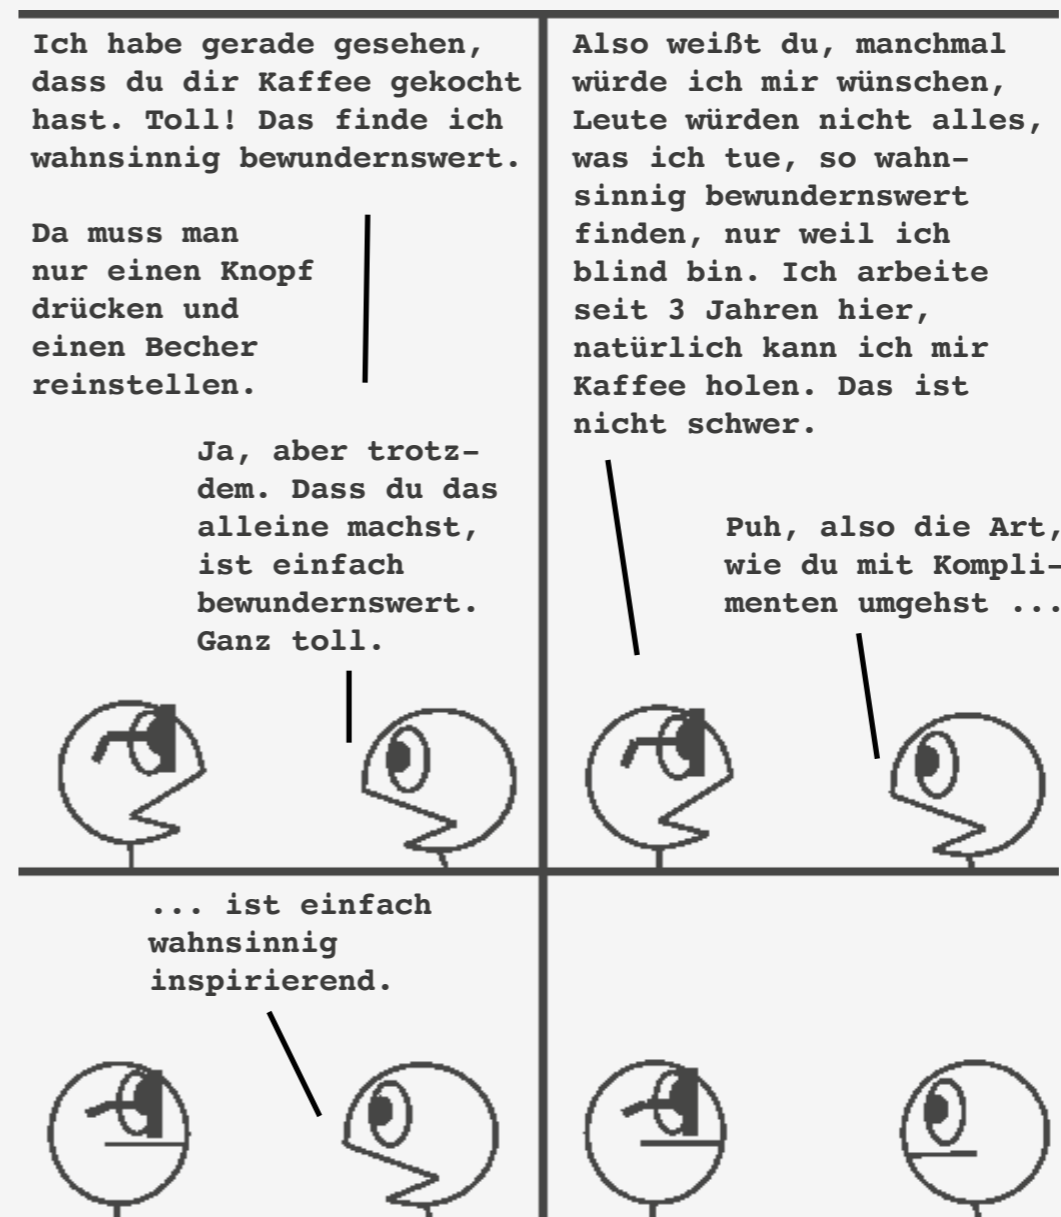 Ich habe gerade gesehen,
dass du dir Kaffee gekocht
hast. Toll! Das finde ich
wahnsinnig bewundernswert.
Da muss man
nur einen Knopf
drücken und
einen Becher
reinstellen.
Ja, aber trotz-
dem. Dass du das
alleine machst,
ist einfach
bewundernswert.
Ganz toll.
Also weißt du, manchmal
würde ich mir wünschen,
Leute würden nicht alles,
was ich tue, so wahn-
sinnig bewundernswert
finden, nur weil ich
blind bin. Ich arbeite
seit 3 Jahren hier,
natürlich kann ich mir
Kaffee holen. Das ist
nicht schwer.
Puh, also die Art,
wie du mit Kompli-
menten umgehst ...
... ist einfach
wahnsinnig
inspirierend.